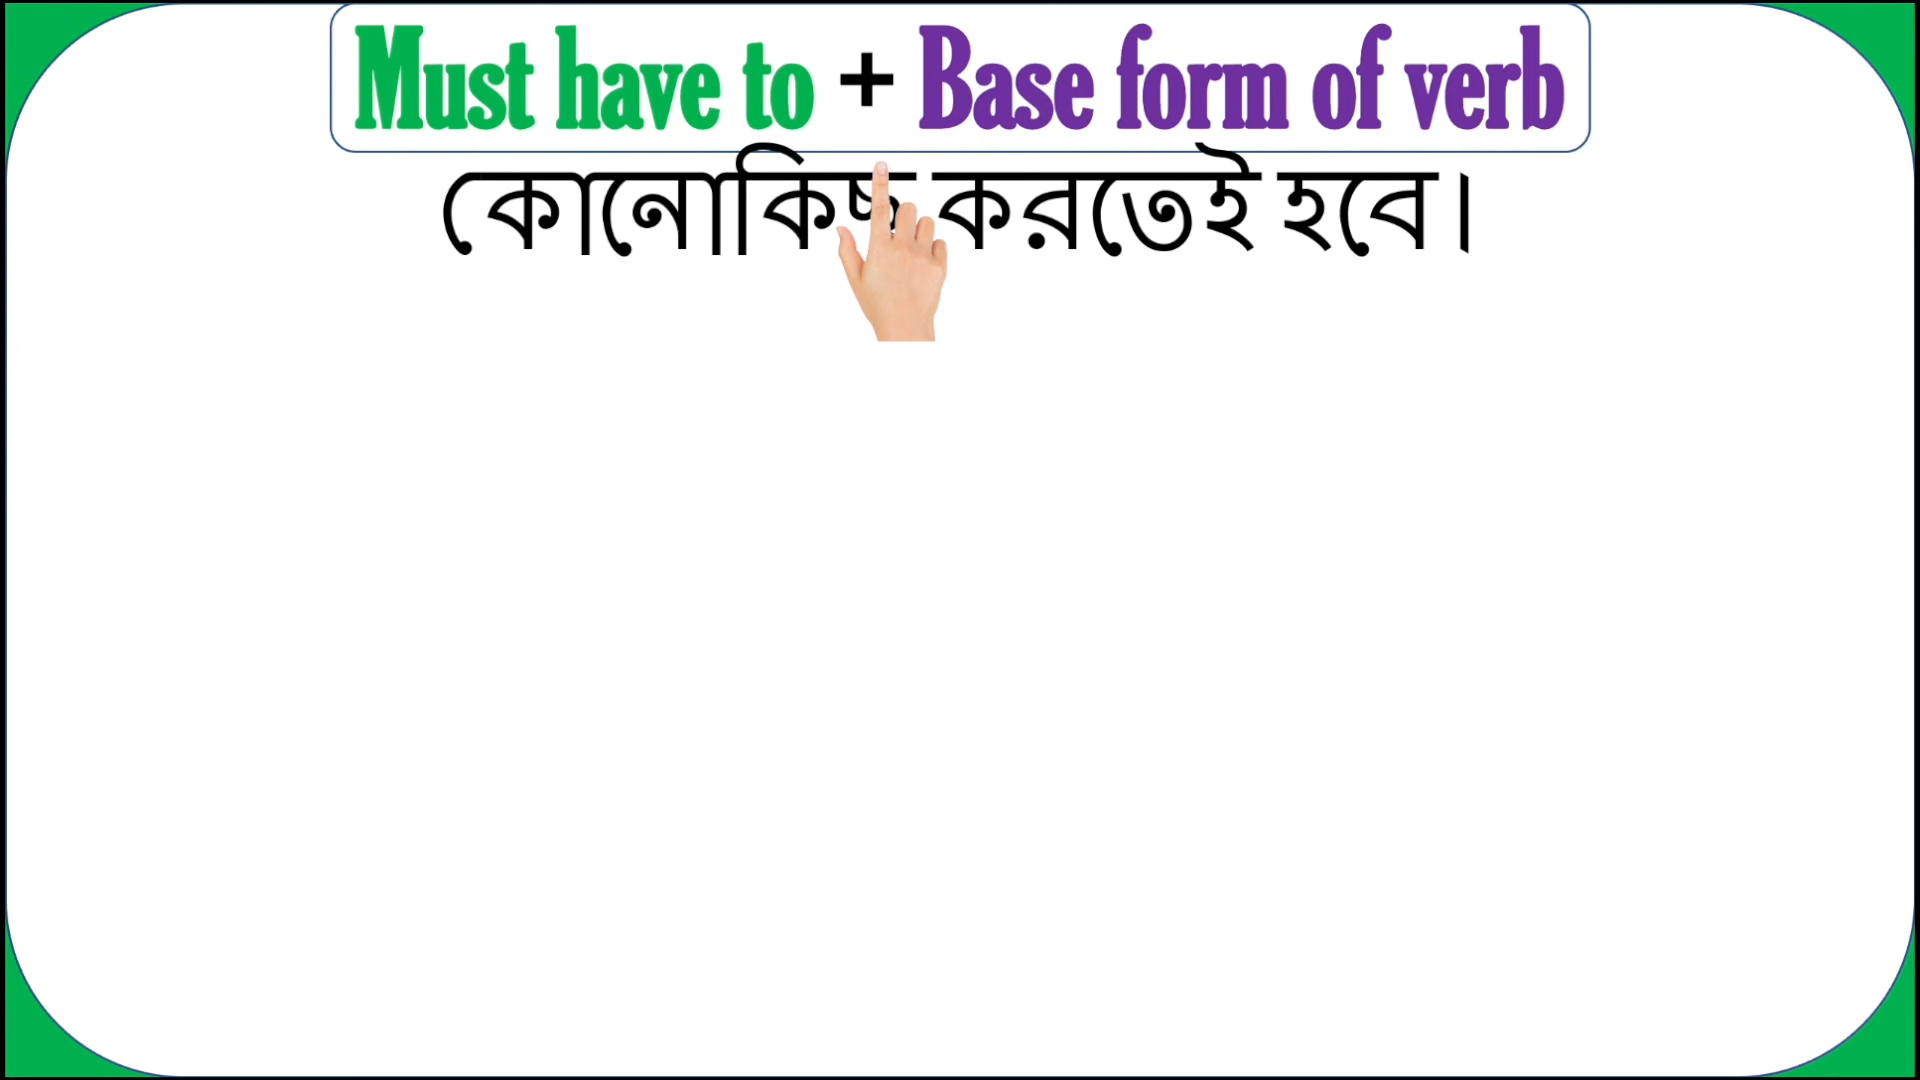 Must have to + Base form of verb
কোনোকিছু করতেই হবে।